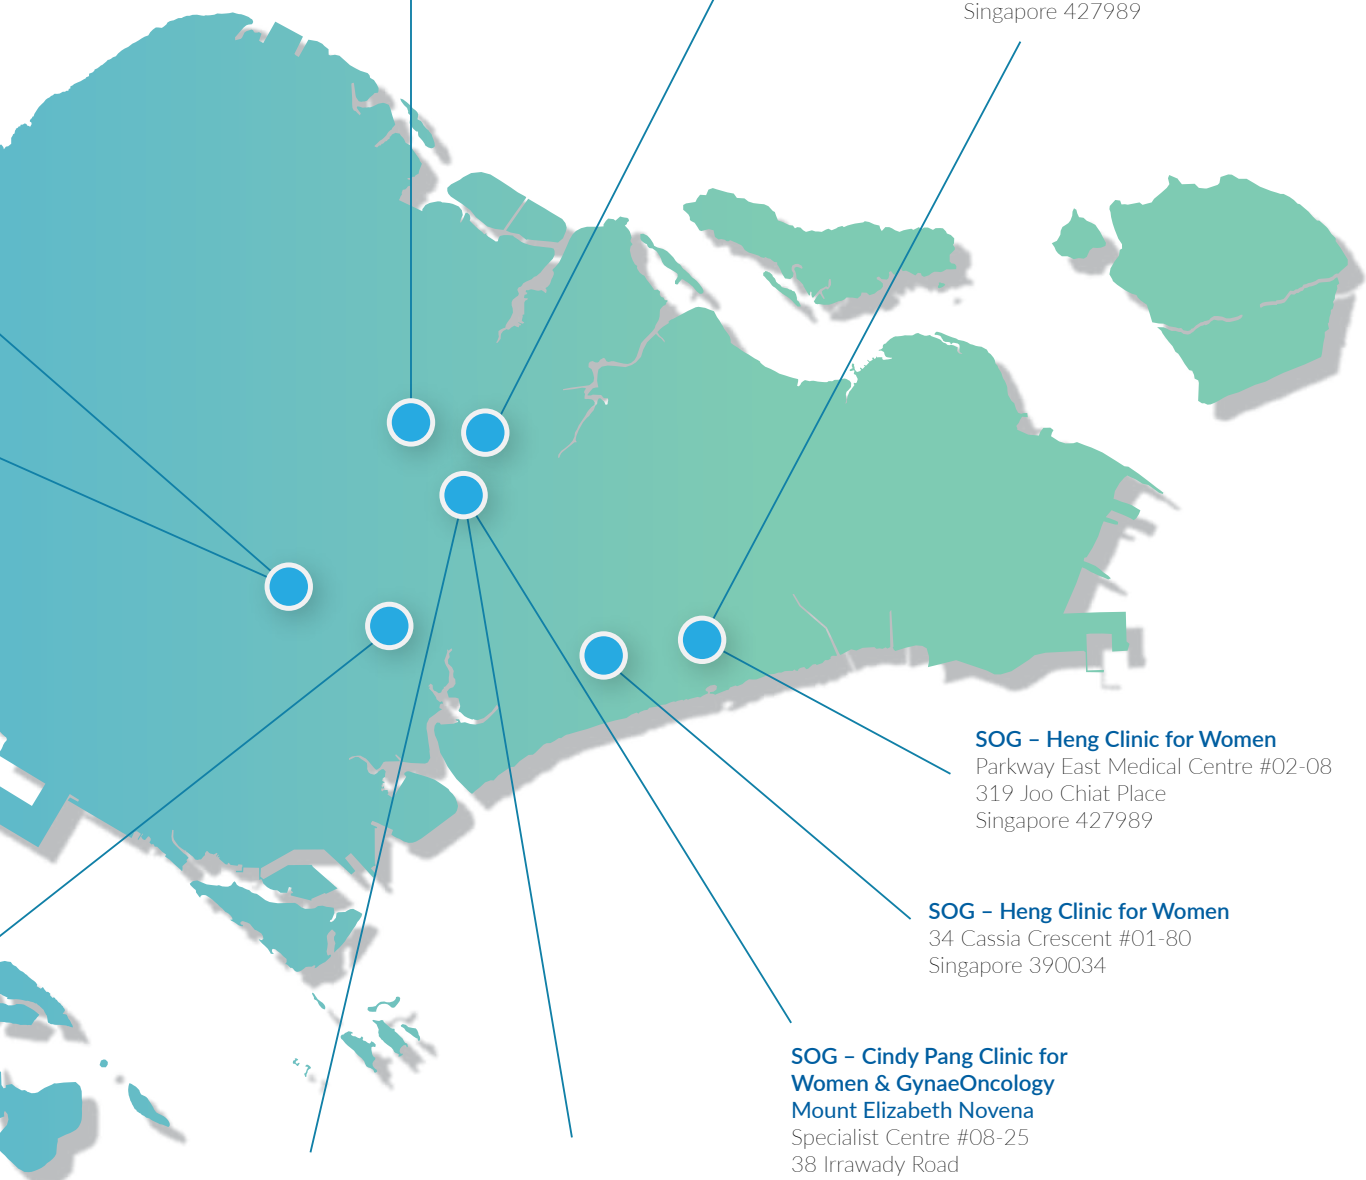 Singapore 427989
SOG – Heng Clinic for Women
Parkway East Medical Centre #02-08
319 Joo Chiat Place
Singapore 427989
SOG – Heng Clinic for Women
34 Cassia Crescent #01-80
Singapore 390034
SOG – Cindy Pang Clinic for
Women & GynaeOncology
Mount Elizabeth Novena
Specialist Centre #08-25
38 Irrawady Road